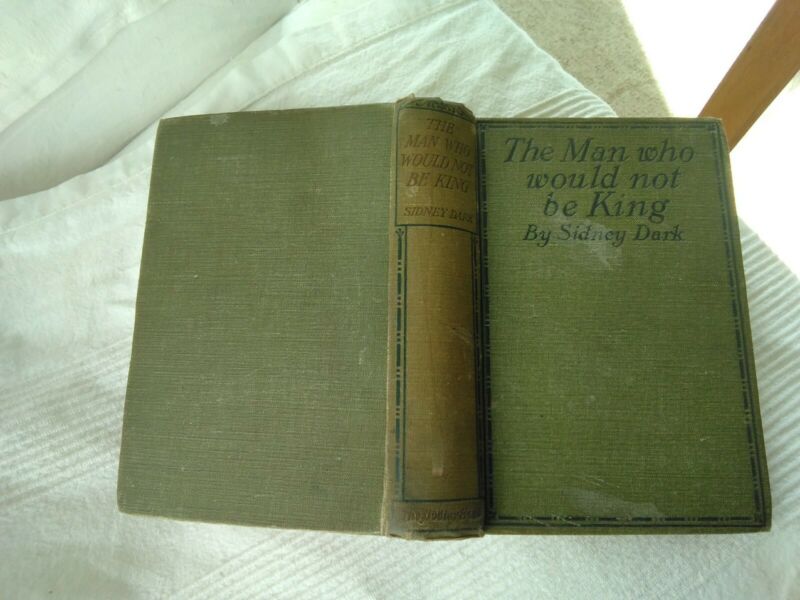 THE
MAN WHO
WOULD NOT
BE KING
SIDNEY DARK
The Man who
would not
be King
By Sidney Dark